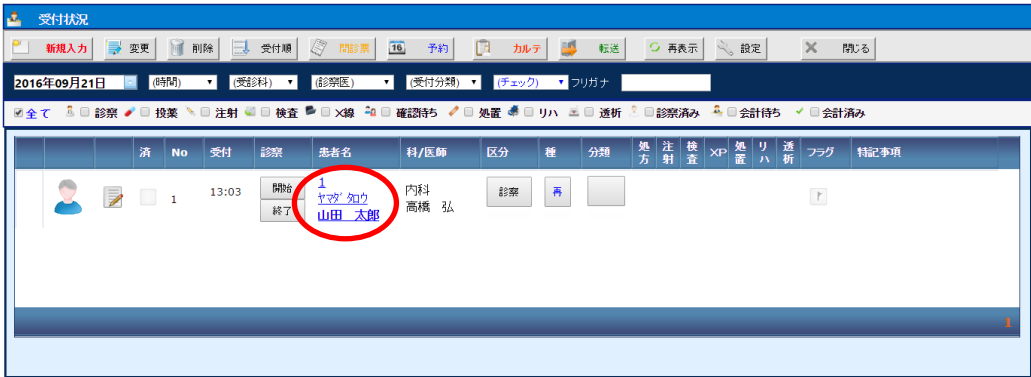 受付状況
新規入力 変更 削除 受付順 問診票 16 予約 カルテ 転送 再表示 設定 閉じる
2016年09月21日 (時間) (受診科) (診察医) (受付分類) (チェック) フリガナ
全て 診察 投薬 注射 検査 X線 確認待ち 処置 リハ 透析 診察済み 会計待ち 会計済み
済 No 受付 診察 患者名 科/医師 区分 種 分類 処方 注射 検査 XP 処置 リハ 透析 フラグ 特記事項
1 13:03 開始 1 内科 診察 再
終了 ヤマダ タロウ 高橋 弘
山田 太郎
1